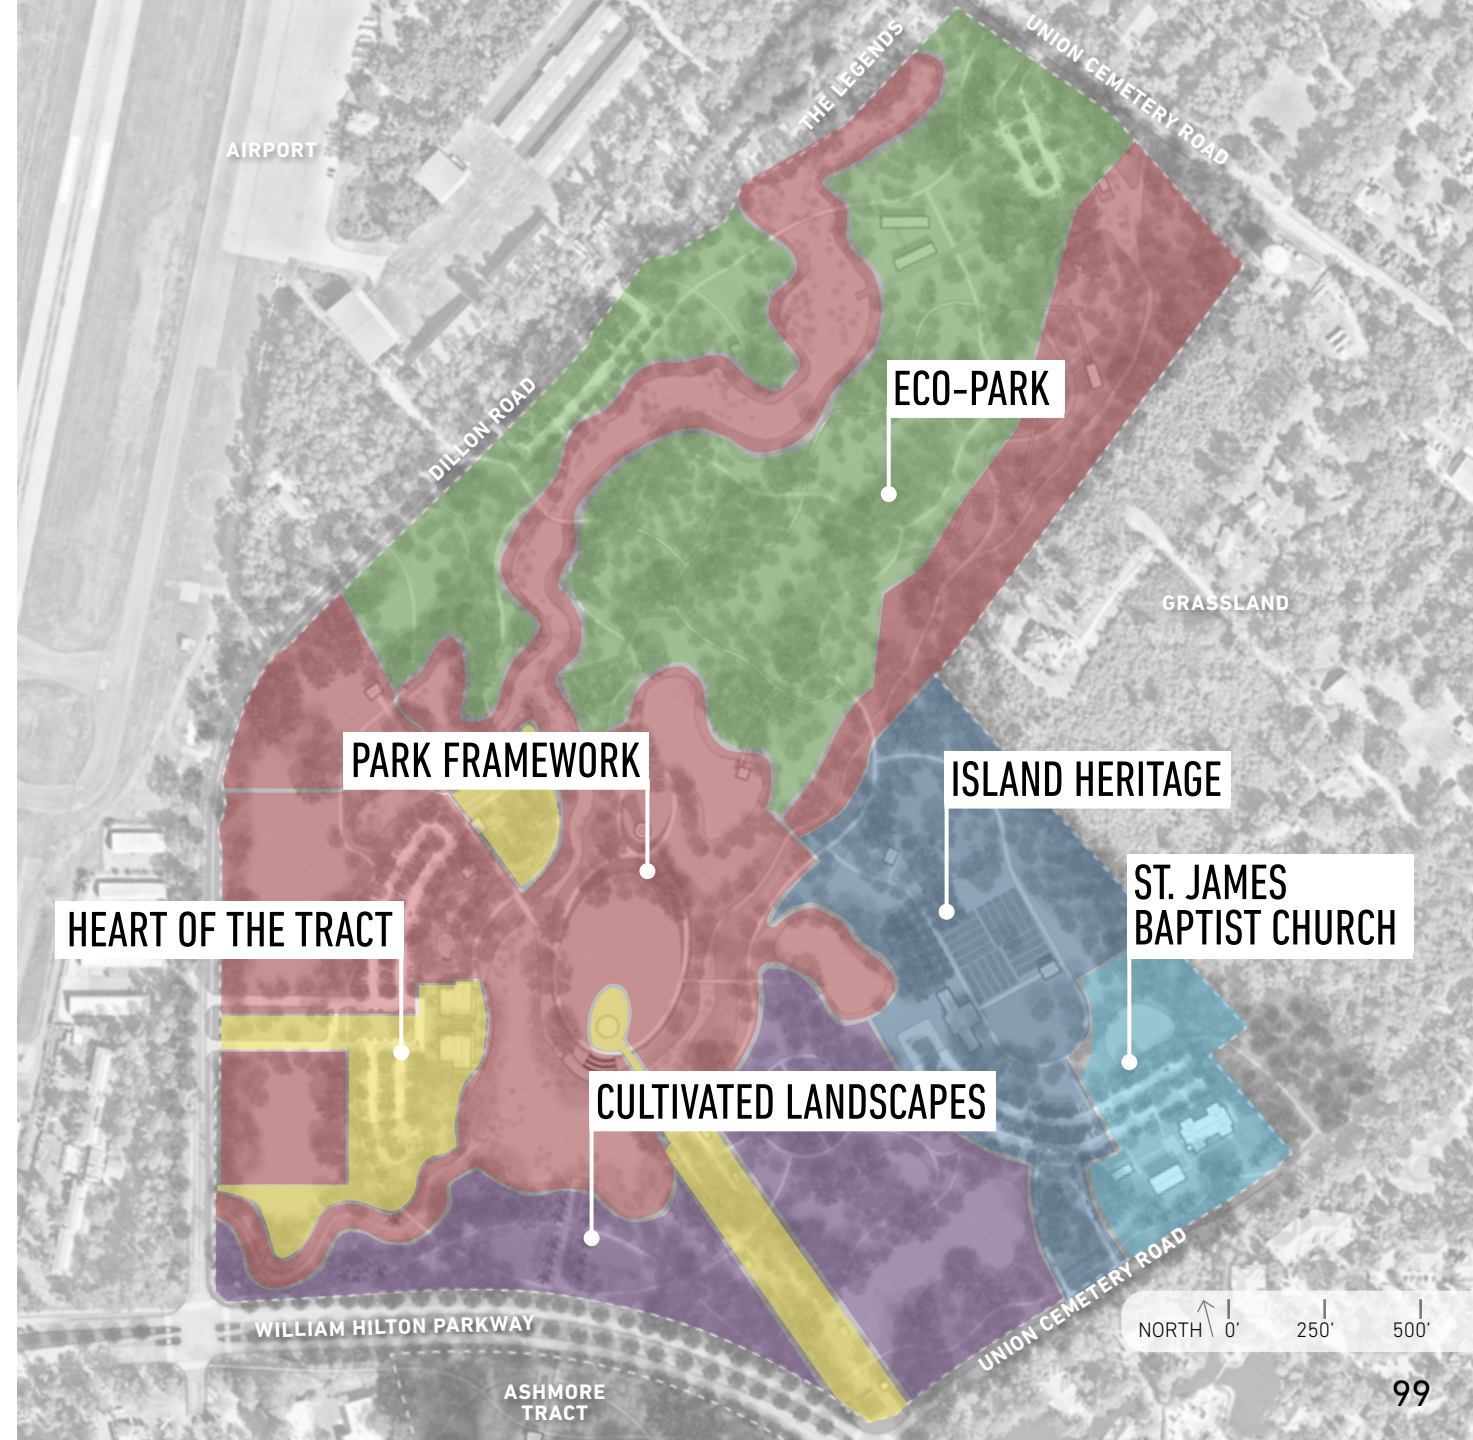 THE LEGENDS
UNION CEMETERY ROAD
AIRPORT
DILLON ROAD
ECO-PARK
GRASSLAND
PARK FRAMEWORK
ISLAND HERITAGE
ST. JAMES
BAPTIST CHURCH
HEART OF THE TRACT
CULTIVATED LANDSCAPES
UNION CEMETERY ROAD
WILLIAM HILTON PARKWAY
NORTH 0' 250' 500'
ASHMORE
TRACT
99